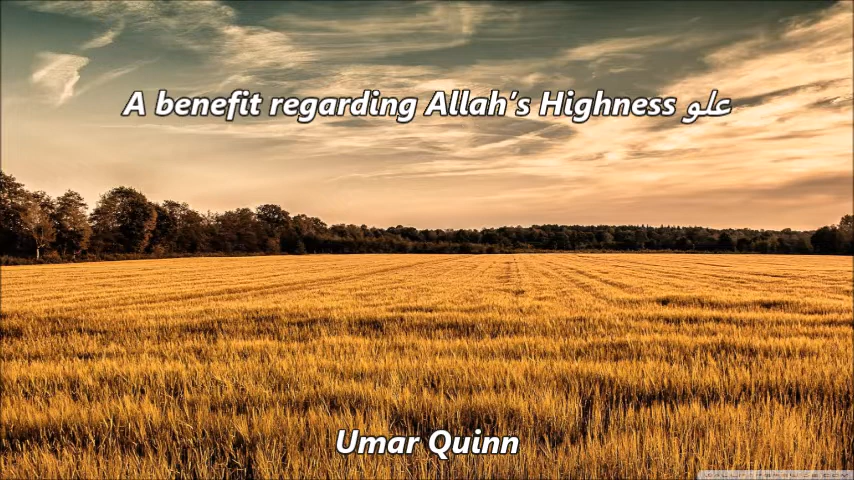 A benefit regarding Allah's Highness علو
Umar Quinn